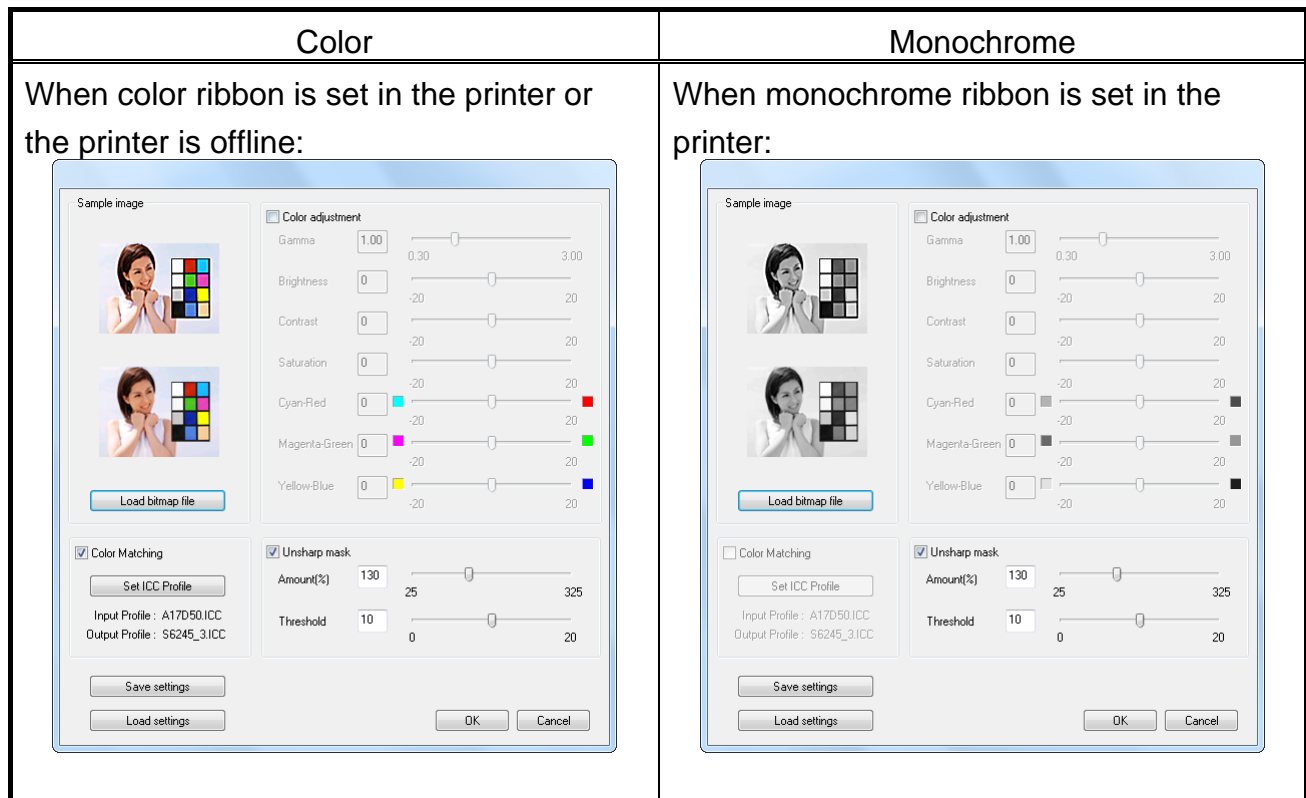 Color
When color ribbon is set in the printer or
the printer is offline:
Sample image
Load bitmap file
Color adjustment
Gamma 1.00
0.30 3.00
Brightness 0
-20 20
Contrast 0
-20 20
Saturation 0
-20 20
Cyan-Red 0
-20 20
Magenta-Green 0
-20 20
Yellow-Blue 0
-20 20
Color Matching
Set ICC Profile
Input Profile : A17D50.ICC
Output Profile : S6245_3.ICC
Unsharp mask
Amount(%) 130
25 325
Threshold 10
0 20
Save settings
Load settings
OK Cancel
Monochrome
When monochrome ribbon is set in the
printer:
Sample image
Load bitmap file
Color adjustment
Gamma 1.00
0.30 3.00
Brightness 0
-20 20
Contrast 0
-20 20
Saturation 0
-20 20
Cyan-Red 0
-20 20
Magenta-Green 0
-20 20
Yellow-Blue 0
-20 20
Color Matching
Set ICC Profile
Input Profile : A17D50.ICC
Output Profile : S6245_3.ICC
Unsharp mask
Amount(%) 130
25 325
Threshold 10
0 20
Save settings
Load settings
OK Cancel